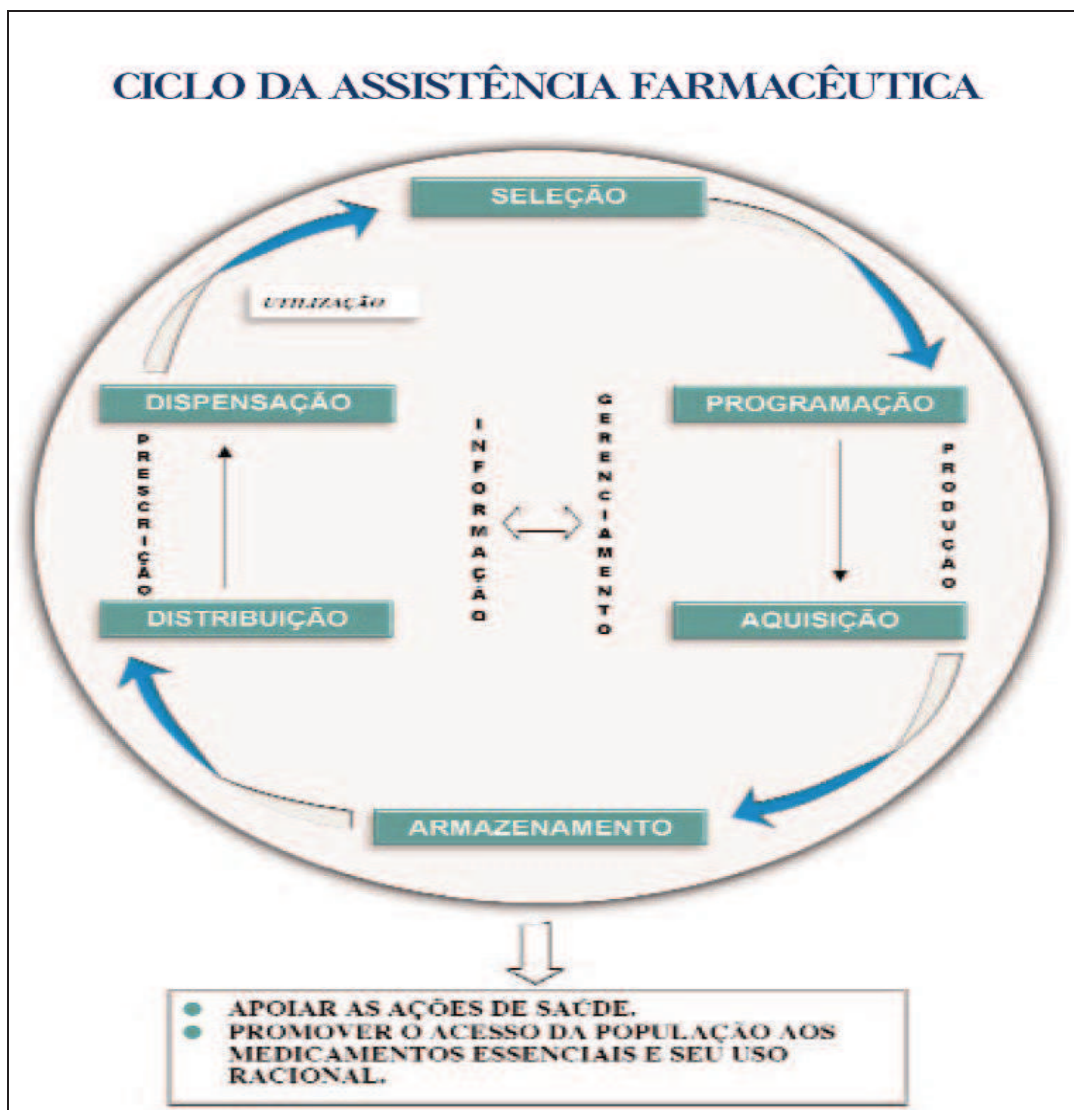 CICLO DA ASSISTÊNCIA FARMACÊUTICA
SELEÇÃO
UTILIZAÇÃO
DISPENSAÇÃO
PROGRAMAÇÃO
PRESCRIÇÃO
INFORMAÇÃO
GERENCIAMENTO
PRODUÇÃO
DISTRIBUIÇÃO
AQUISIÇÃO
ARMAZENAMENTO
APOIAR AS AÇÕES DE SAÚDE.
PROMOVER O ACESSO DA POPULAÇÃO AOS
MEDICAMENTOS ESSENCIAIS E SEU USO
RACIONAL.